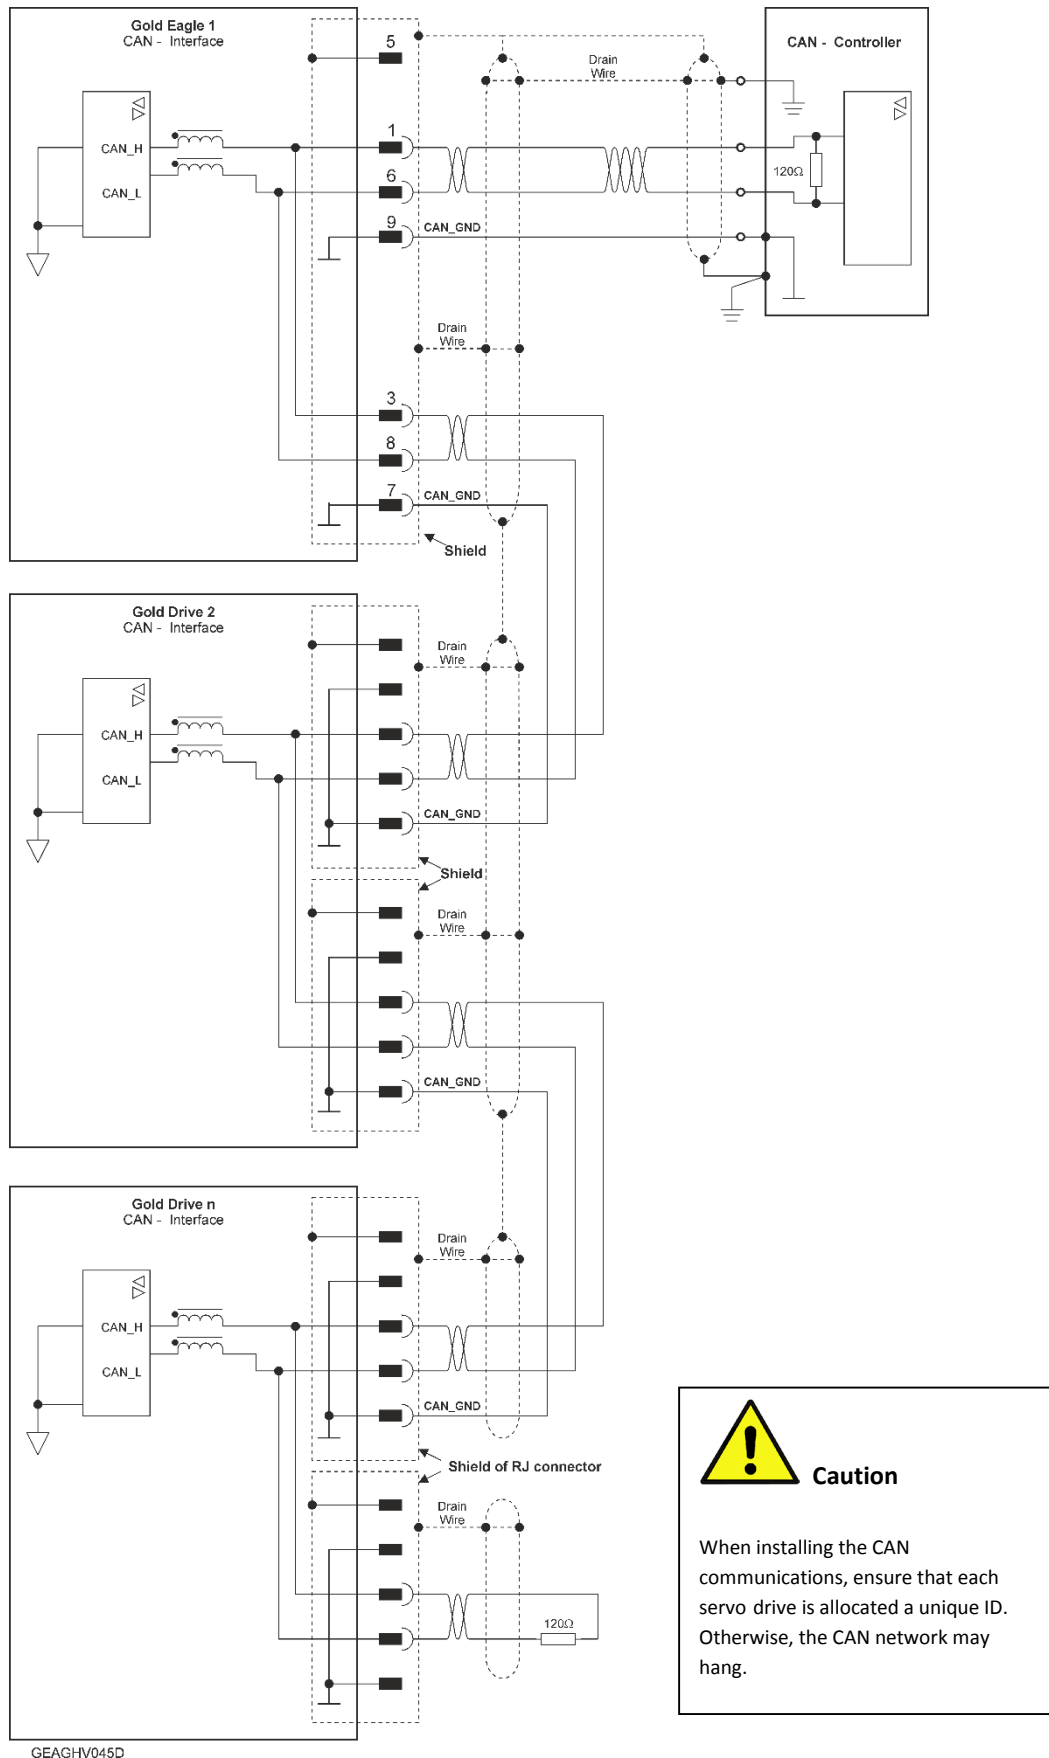 Gold Eagle 1
CAN - Interface
5
Drain
Wire
CAN - Controller
CAN_H
CAN_L
1
6
9
CAN_GND
120Ω
Drain
Wire
3
8
7
CAN_GND
Shield
Gold Drive 2
CAN - Interface
Drain
Wire
CAN_H
CAN_L
CAN_GND
Shield
Drain
Wire
CAN_GND
Gold Drive n
CAN - Interface
Drain
Wire
CAN_H
CAN_L
CAN_GND
Shield of RJ connector
Drain
Wire
120Ω
Caution
When installing the CAN
communications, ensure that each
servo drive is allocated a unique ID.
Otherwise, the CAN network may
hang.
GEAGHV045D